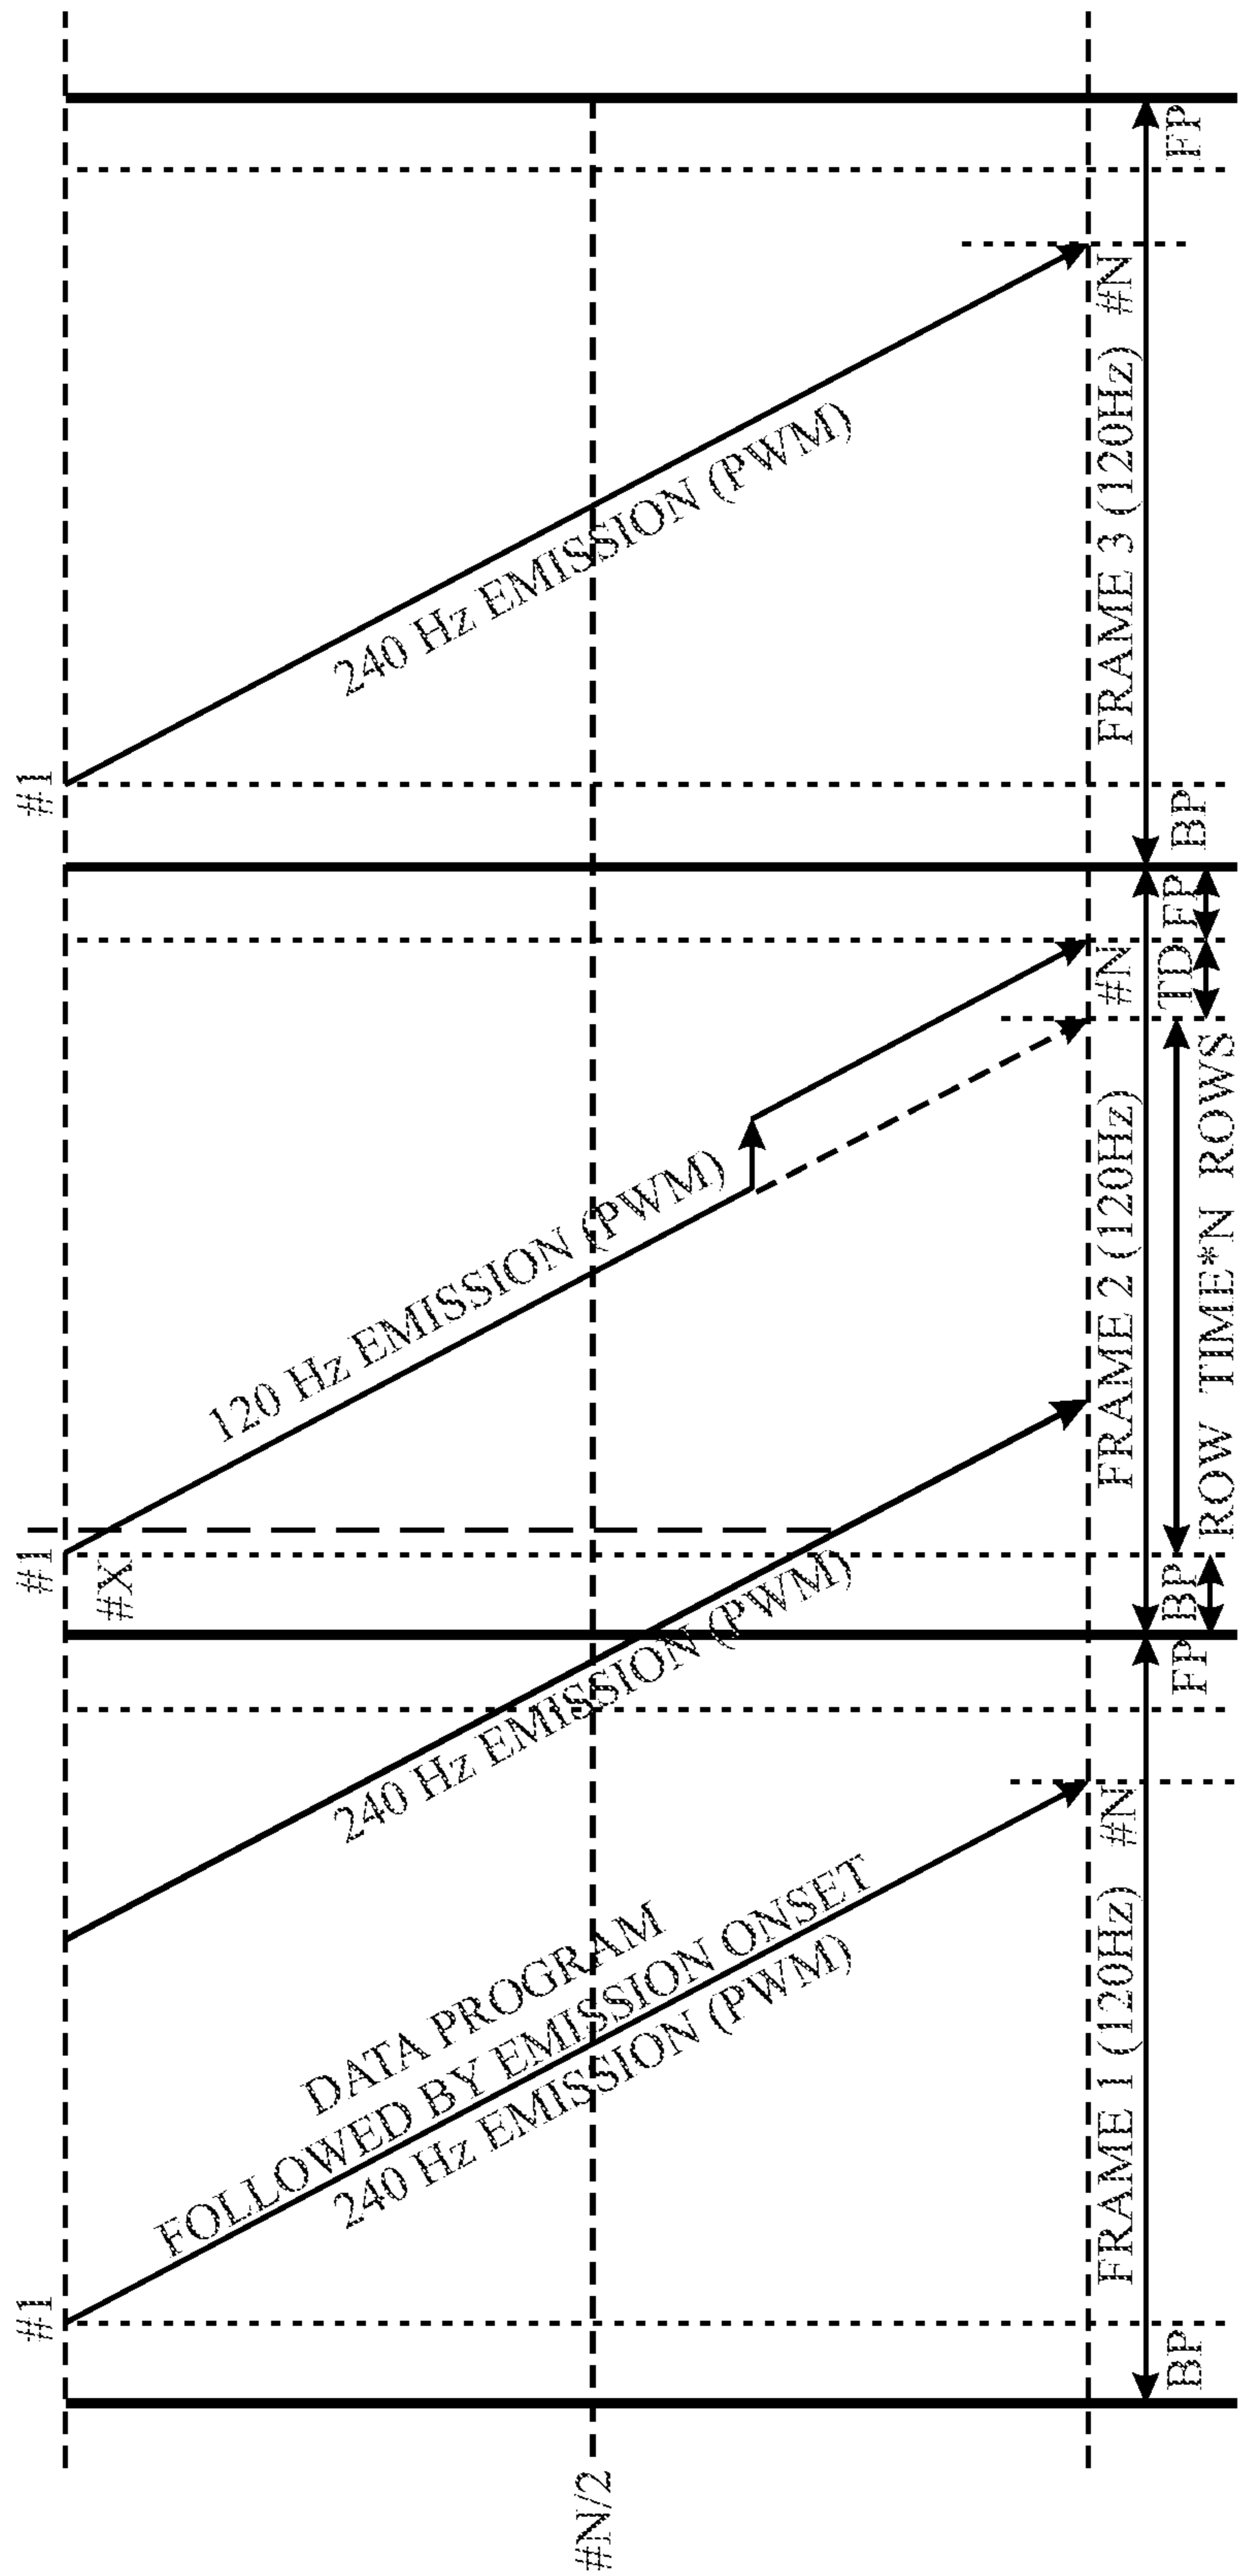 #1
#1
#1
#X
#N/2
DATA PROGRAM
FOLLOWED BY EMISSION ONSET
240 Hz EMISSION (PWM)
240 Hz EMISSION (PWM)
120 Hz EMISSION (PWM)
240 Hz EMISSION (PWM)
#N
#N
#N
FRAME 1 (120Hz)
FRAME 2 (120Hz)
FRAME 3 (120Hz)
BP
FP
BP
TD
FP
BP
FP
ROW TIME*N ROWS